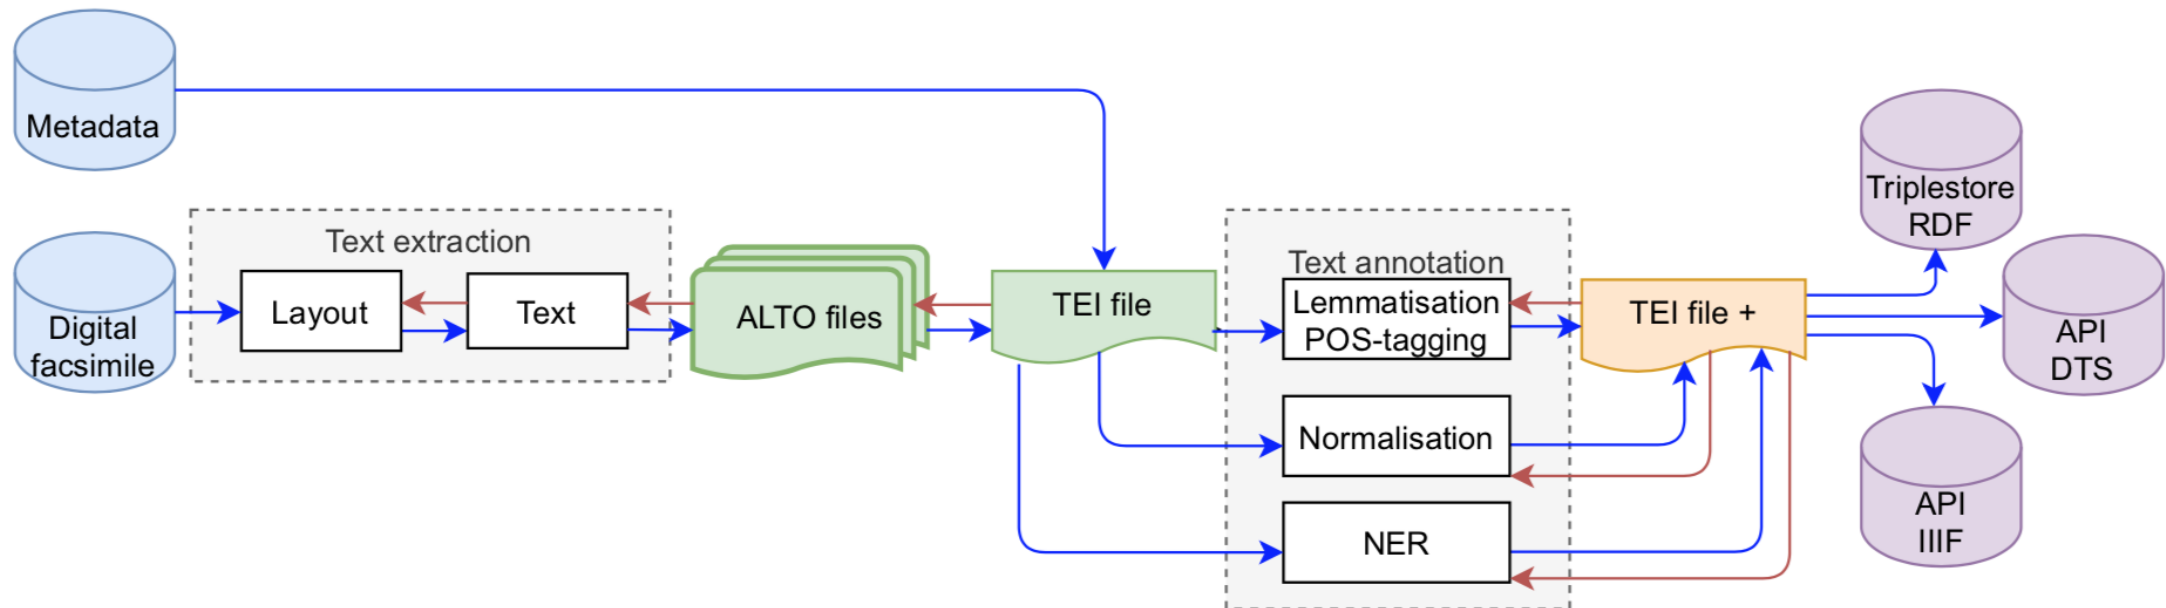 Metadata
Digital
facsimile
Text extraction
Layout
Text
ALTO files
TEI file
Text annotation
Lemmatisation
POS-tagging
Normalisation
NER
TEI file +
Triplestore
RDF
API
DTS
API
IIIF